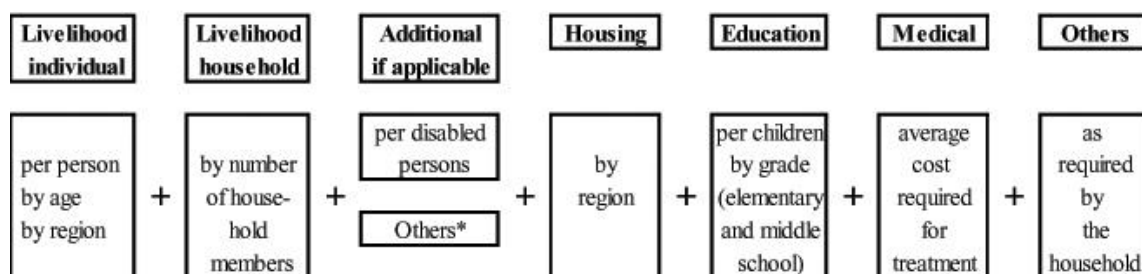 Livelihood
individual
Livelihood
household
Additional
if applicable
Housing
Education
Medical
Others
per person
by age
by region
+
by number
of house-
hold
members
+
per disabled
persons
Others*
+
by
region
+
per children
by grade
(elementary
and middle
school)
+
average
cost
required
for
treatment
+
as
required
by
the
household